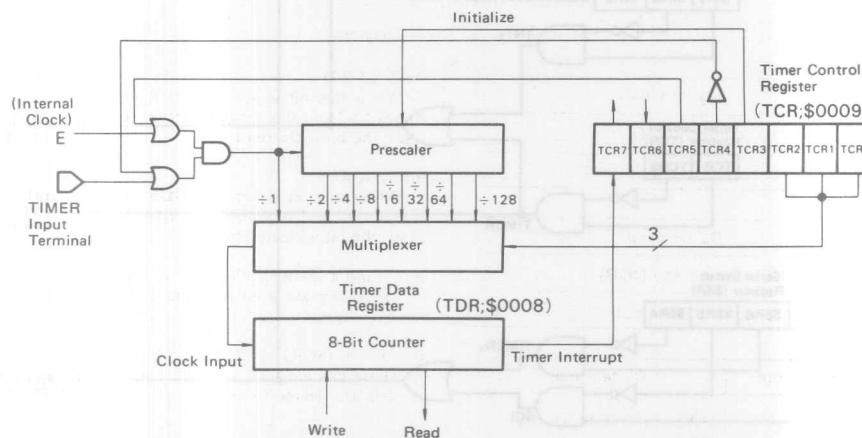 Initialize
Timer Control
Register
(TCR;$0009
(Internal
Clock)
E
TCR7 TCR6 TCR5 TCR4 TCR3 TCR2 TCR1 TCR
Prescaler
TIMER
Input
Terminal
÷1 ÷2 ÷4 ÷8 ÷16 ÷32 ÷64 ÷128
3
Multiplexer
Timer Data
Register (TDR;$0008)
8-Bit Counter
Clock Input
Timer Interrupt
Write Read